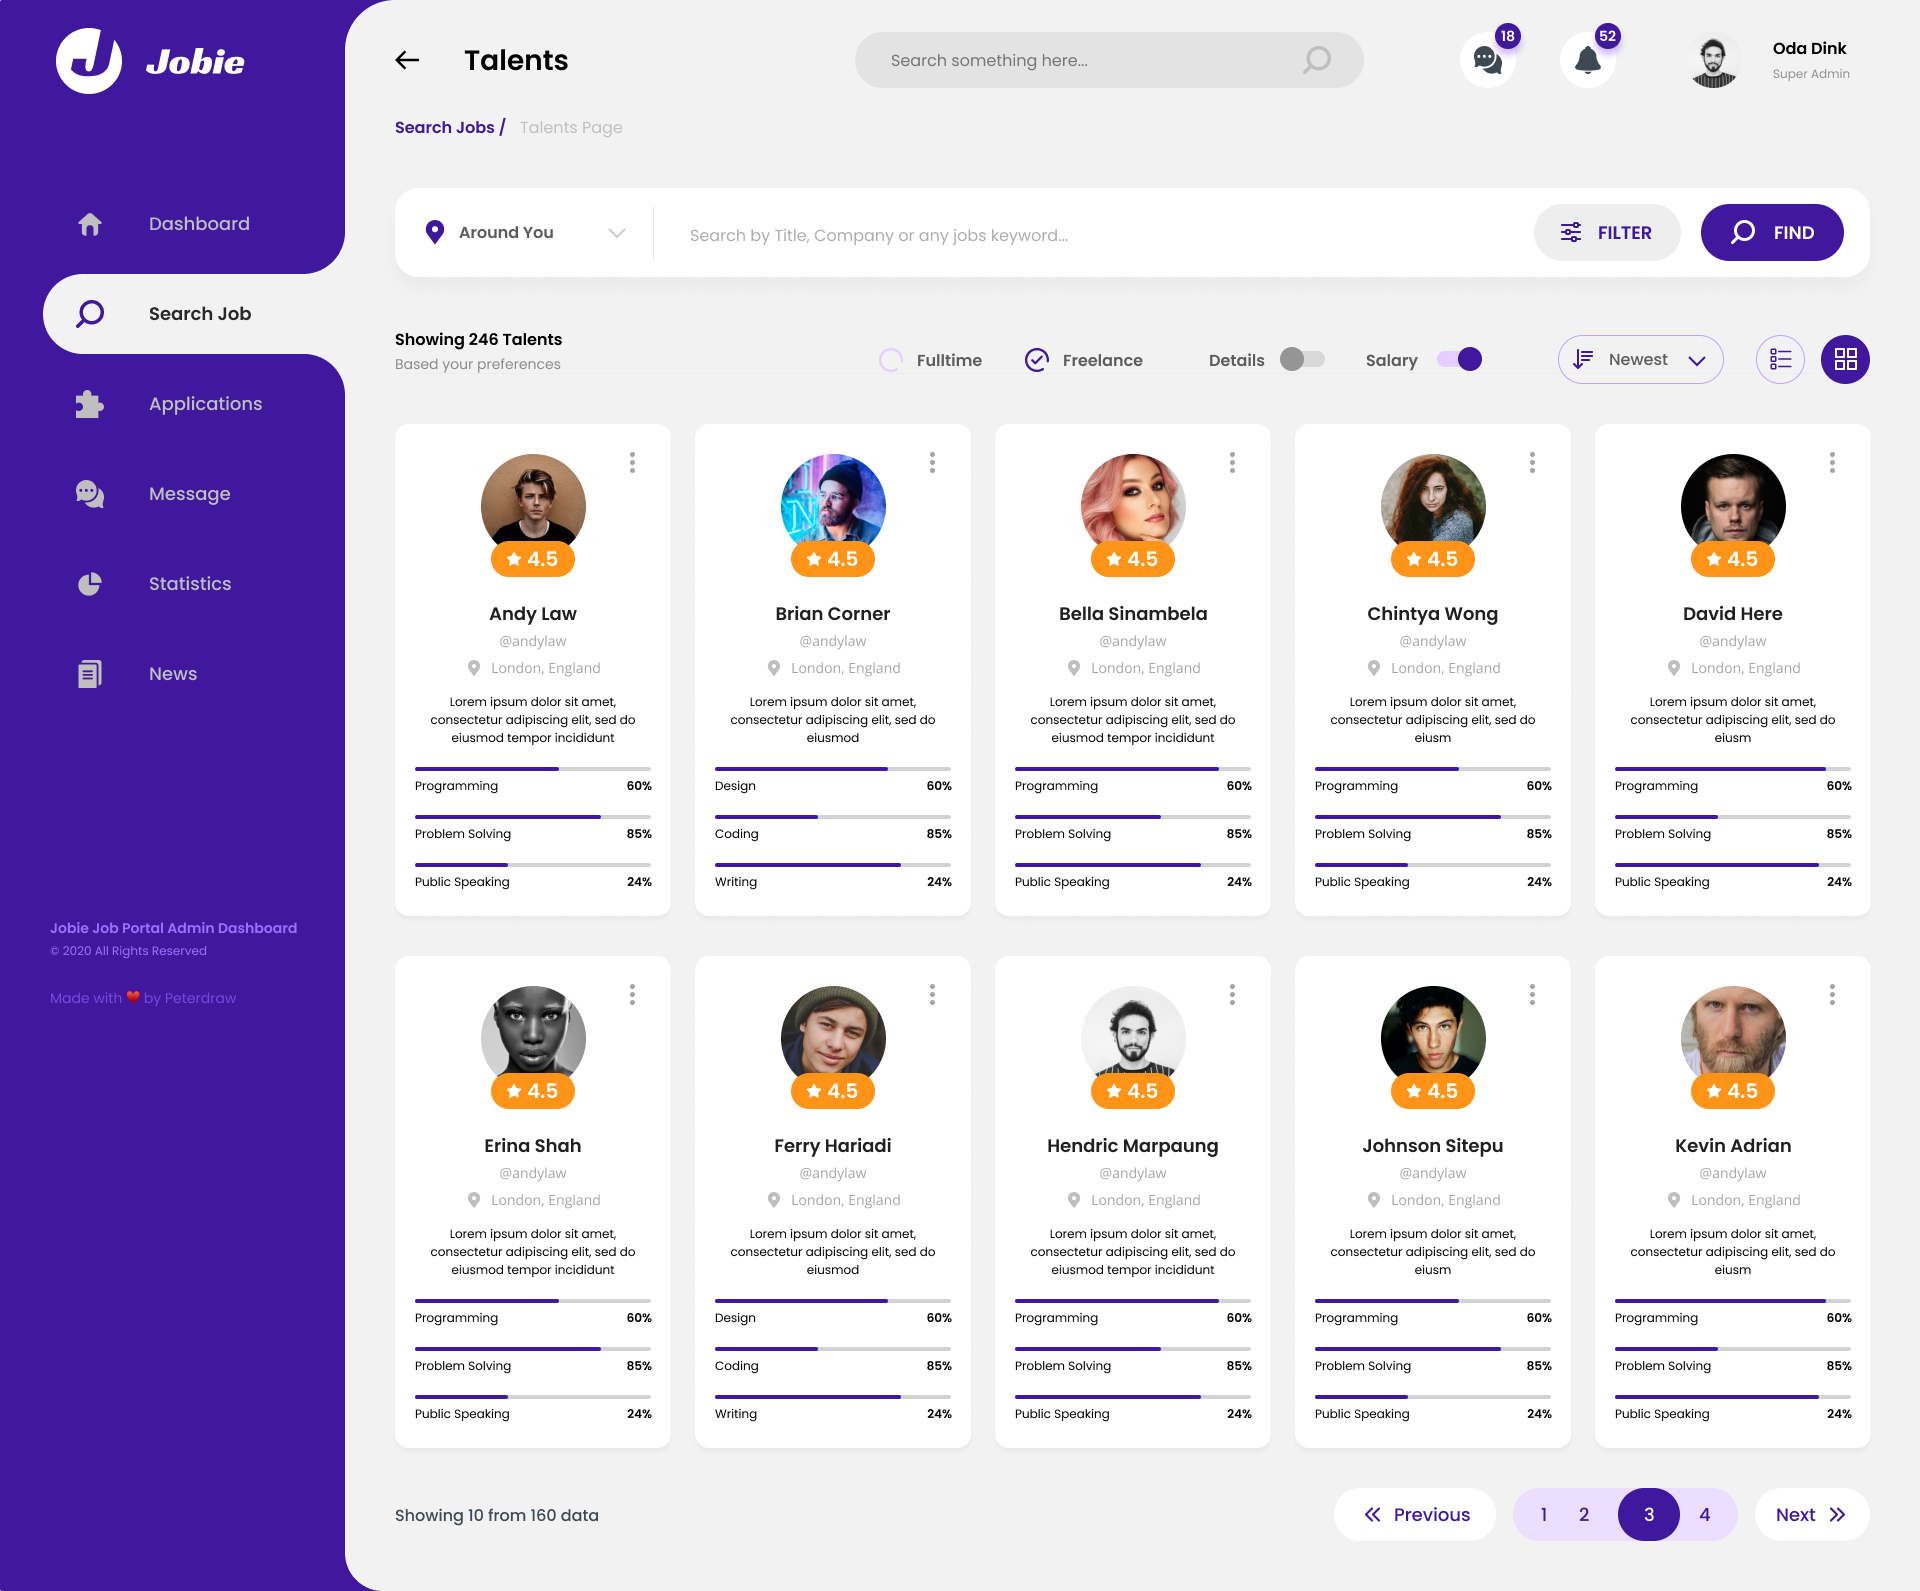 Jobie
Talents
Search something here...
18
52
Oda Dink
Super Admin
Search Jobs / Talents Page
Dashboard
Search Job
Applications
Message
Statistics
News
Jobie Job Portal Admin Dashboard
© 2020 All Rights Reserved
Made with ❤ by Peterdraw
Around You
Search by Title, Company or any jobs keyword...
FILTER
FIND
Showing 246 Talents
Based your preferences
Fulltime
Freelance
Details
Salary
Newest
4.5
Andy Law
@andylaw
London, England
Lorem ipsum dolor sit amet,
consectetur adipiscing elit, sed do
eiusmod tempor incididunt
Programming 60%
Problem Solving 85%
Public Speaking 24%
4.5
Brian Corner
@andylaw
London, England
Lorem ipsum dolor sit amet,
consectetur adipiscing elit, sed do
eiusmod
Design 60%
Coding 85%
Writing 24%
4.5
Bella Sinambela
@andylaw
London, England
Lorem ipsum dolor sit amet,
consectetur adipiscing elit, sed do
eiusmod tempor incididunt
Programming 60%
Problem Solving 85%
Public Speaking 24%
4.5
Chintya Wong
@andylaw
London, England
Lorem ipsum dolor sit amet,
consectetur adipiscing elit, sed do
eiusm
Programming 60%
Problem Solving 85%
Public Speaking 24%
4.5
David Here
@andylaw
London, England
Lorem ipsum dolor sit amet,
consectetur adipiscing elit, sed do
eiusm
Programming 60%
Problem Solving 85%
Public Speaking 24%
4.5
Erina Shah
@andylaw
London, England
Lorem ipsum dolor sit amet,
consectetur adipiscing elit, sed do
eiusmod tempor incididunt
Programming 60%
Problem Solving 85%
Public Speaking 24%
4.5
Ferry Hariadi
@andylaw
London, England
Lorem ipsum dolor sit amet,
consectetur adipiscing elit, sed do
eiusmod
Design 60%
Coding 85%
Writing 24%
4.5
Hendric Marpaung
@andylaw
London, England
Lorem ipsum dolor sit amet,
consectetur adipiscing elit, sed do
eiusmod tempor incididunt
Programming 60%
Problem Solving 85%
Public Speaking 24%
4.5
Johnson Sitepu
@andylaw
London, England
Lorem ipsum dolor sit amet,
consectetur adipiscing elit, sed do
eiusm
Programming 60%
Problem Solving 85%
Public Speaking 24%
4.5
Kevin Adrian
@andylaw
London, England
Lorem ipsum dolor sit amet,
consectetur adipiscing elit, sed do
eiusm
Programming 60%
Problem Solving 85%
Public Speaking 24%
Showing 10 from 160 data
Previous
1 2 3 4
Next